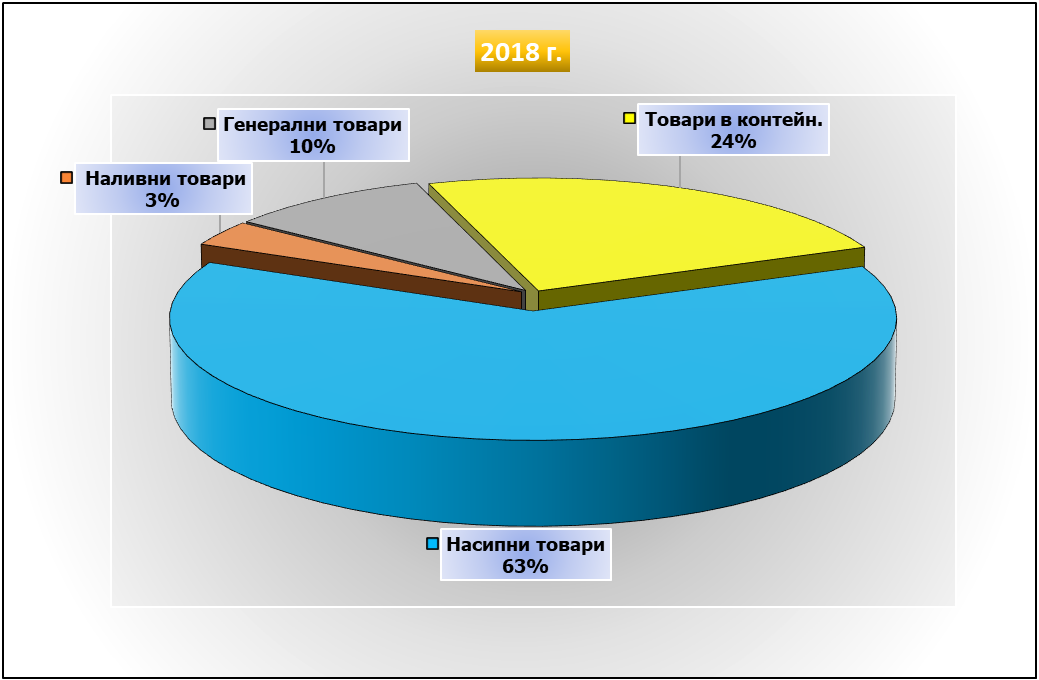 2018 г.
Генерални товари
10%
Товари в контейн.
24%
Наливни товари
3%
Насипни товари
63%